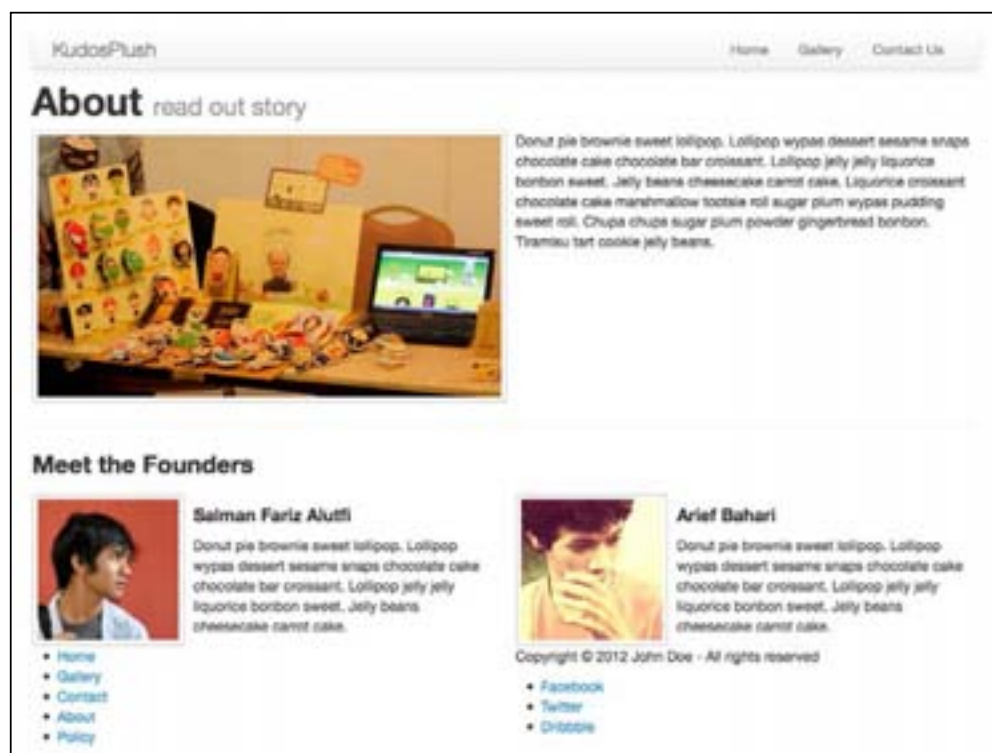 KudosPlush
Home Gallery Contact Us
About read out story
Donut pie brownie sweet lollipop. Lollipop wypas dessert sesame snaps
chocolate cake chocolate bar croissant. Lollipop jelly jelly liquorice
bonbon sweet. Jelly beans cheesecake carrot cake. Liquorice croissant
chocolate cake marshmallow tootsie roll sugar plum wypas pudding
sweet roll. Chupa chups sugar plum powder gingerbread bonbon.
Tiramisu tart cookie jelly beans.
Meet the Founders
Salman Fariz Alutfi
Donut pie brownie sweet lollipop. Lollipop
wypas dessert sesame snaps chocolate cake
chocolate bar croissant. Lollipop jelly jelly
liquorice bonbon sweet. Jelly beans
cheesecake carrot cake.
Arief Bahari
Donut pie brownie sweet lollipop. Lollipop
wypas dessert sesame snaps chocolate cake
chocolate bar croissant. Lollipop jelly jelly
liquorice bonbon sweet. Jelly beans
cheesecake carrot cake.
• Home
• Gallery
• Contact
• About
• Policy
Copyright © 2012 John Doe - All rights reserved
• Facebook
• Twitter
• Dribbble